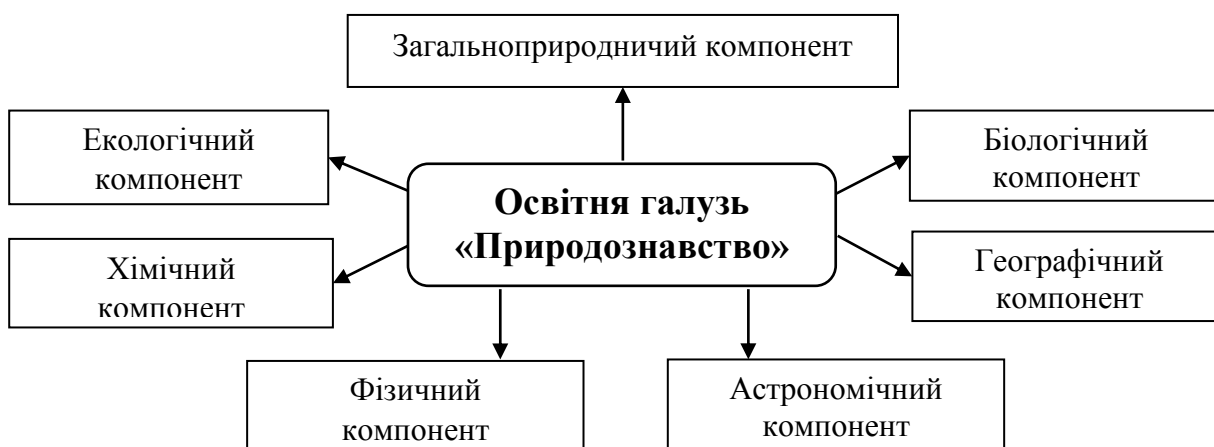 Загальноприродничий компонент
Екологічний
компонент
Біологічний
компонент
Освітня галузь
«Природознавство»
Хімічний
компонент
Географічний
компонент
Фізичний
компонент
Астрономічний
компонент